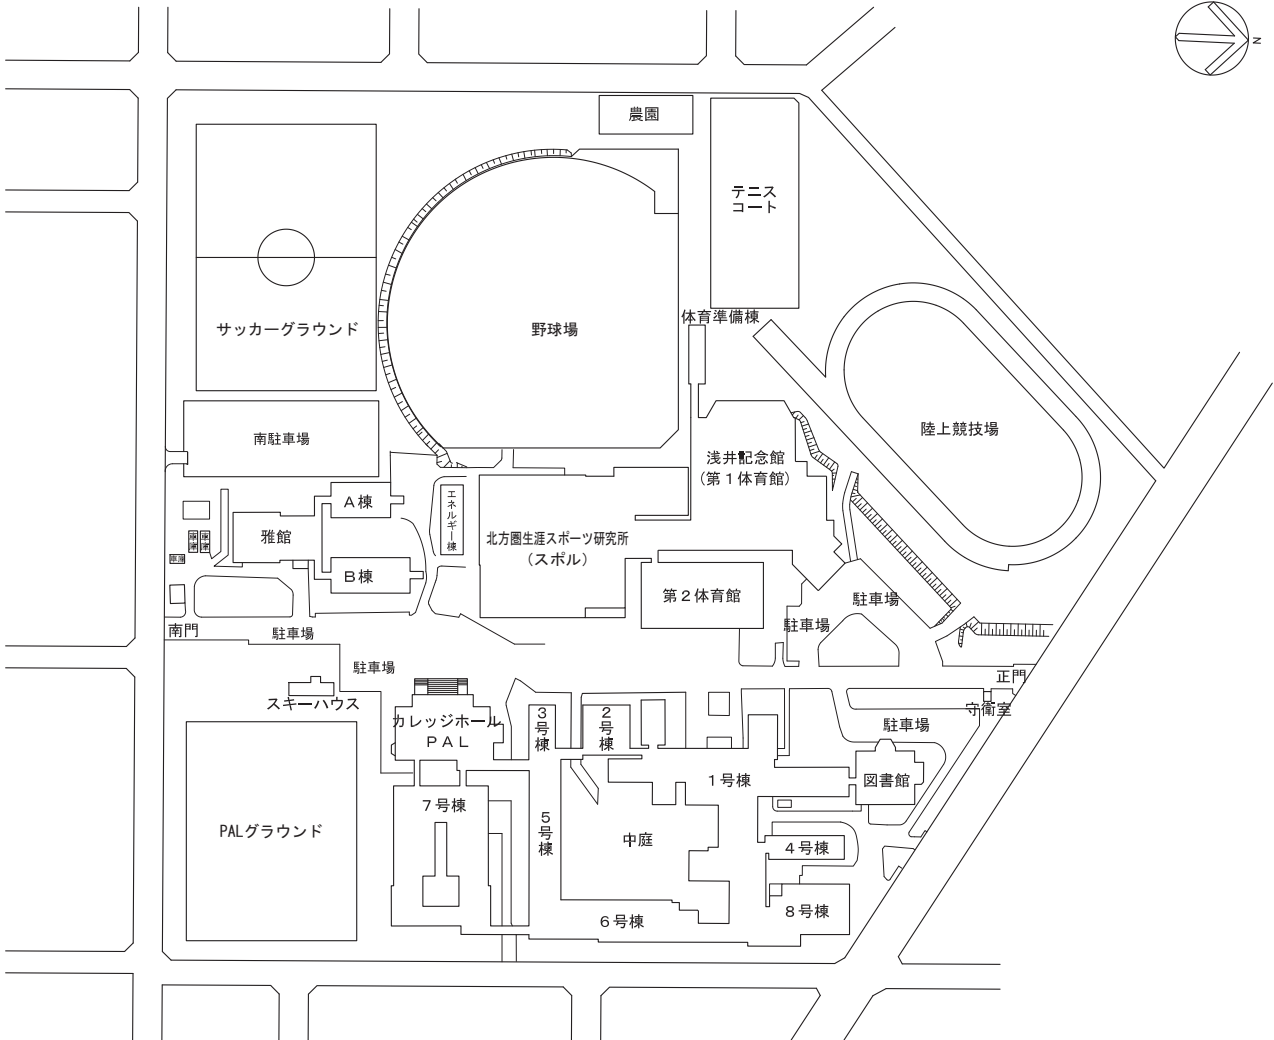 N
農園
テニス
コート
体育準備棟
サッカーグラウンド
野球場
陸上競技場
南駐車場
浅井記念館
(第1体育館)
A棟
エネルギー棟
雅館
北方圏生涯スポーツ研究所
(スポル)
車庫
車庫
車庫
B棟
第2体育館
駐車場
駐車場
南門
駐車場
駐車場
正門
スキーハウス
守衛室
カレッジホール
PAL
3号棟
2号棟
駐車場
1号棟
図書館
7号棟
PALグラウンド
5号棟
中庭
4号棟
6号棟
8号棟